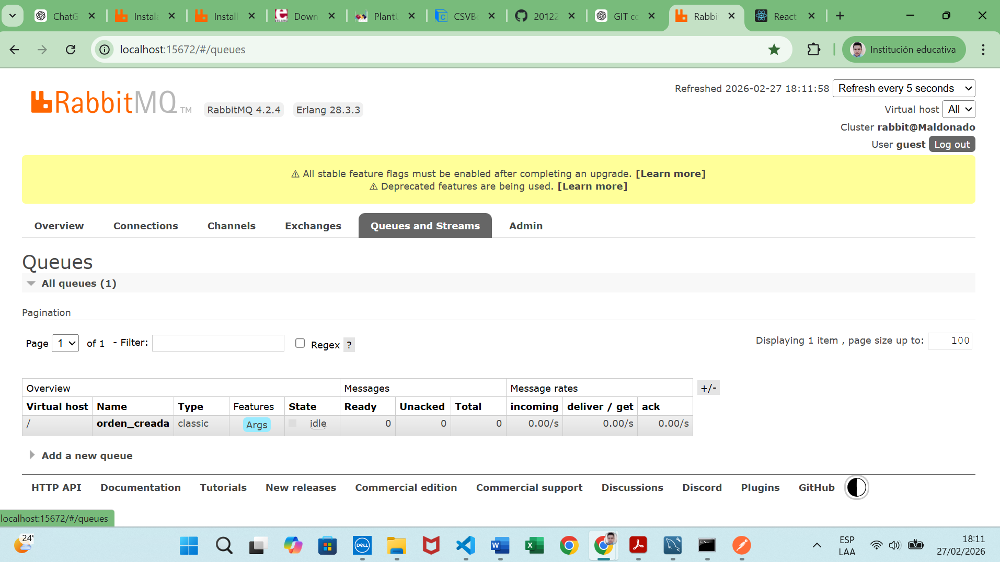 ChatG
Instala
Install
Down
PlantU
CSVBo
20122
GIT co
Rabbi
React
localhost:15672/#/queues
Institución educativa
RabbitMQ TM
RabbitMQ 4.2.4
Erlang 28.3.3
Refreshed 2026-02-27 18:11:58 Refresh every 5 seconds
Virtual host All
Cluster rabbit@Maldonado
User guest Log out
⚠ All stable feature flags must be enabled after completing an upgrade. [Learn more]
⚠ Deprecated features are being used. [Learn more]
Overview Connections Channels Exchanges Queues and Streams Admin
Queues
All queues (1)
Pagination
Page 1 of 1 - Filter: Regex ?
Displaying 1 item , page size up to: 100
Overview Messages Message rates +/-
Virtual host Name Type Features State Ready Unacked Total incoming deliver / get ack
/ orden_creada classic Args idle 0 0 0 0.00/s 0.00/s 0.00/s
Add a new queue
HTTP API Documentation Tutorials New releases Commercial edition Commercial support Discussions Discord Plugins GitHub
localhost:15672/#/queues
24°
DELL
ESP
LAA
18:11
27/02/2026